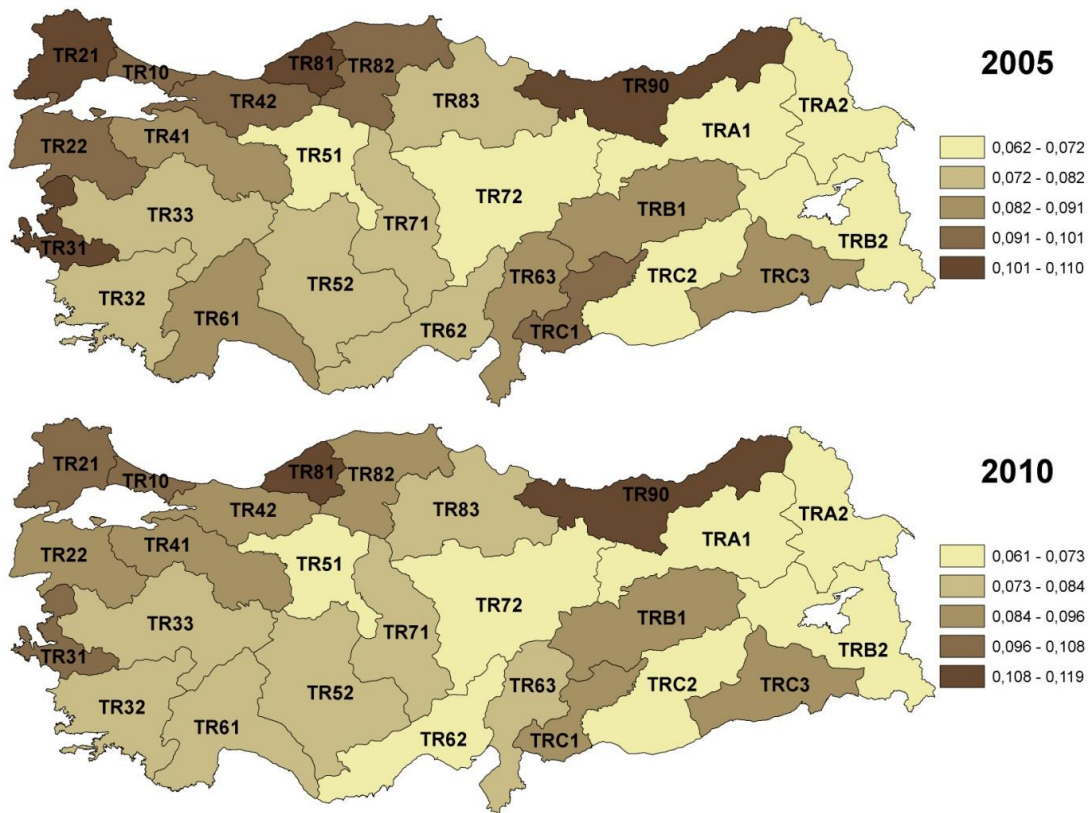 2005
TR21
TR10
TR81
TR82
TR42
TR83
TR90
TRA2
TRA1
TR41
TR22
TR51
TR72
TR33
TR71
TRB1
TRB2
TR31
TR63
TRC2
TRC3
TR52
TR32
TR61
TR62
TRC1
0,062 - 0,072
0,072 - 0,082
0,082 - 0,091
0,091 - 0,101
0,101 - 0,110
2010
TR21
TR10
TR81
TR82
TR42
TR83
TR90
TRA2
TRA1
TR22
TR41
TR51
TR72
TR33
TR71
TRB1
TRB2
TR31
TR63
TRC2
TRC3
TR52
TR32
TR61
TR62
TRC1
0,061 - 0,073
0,073 - 0,084
0,084 - 0,096
0,096 - 0,108
0,108 - 0,119